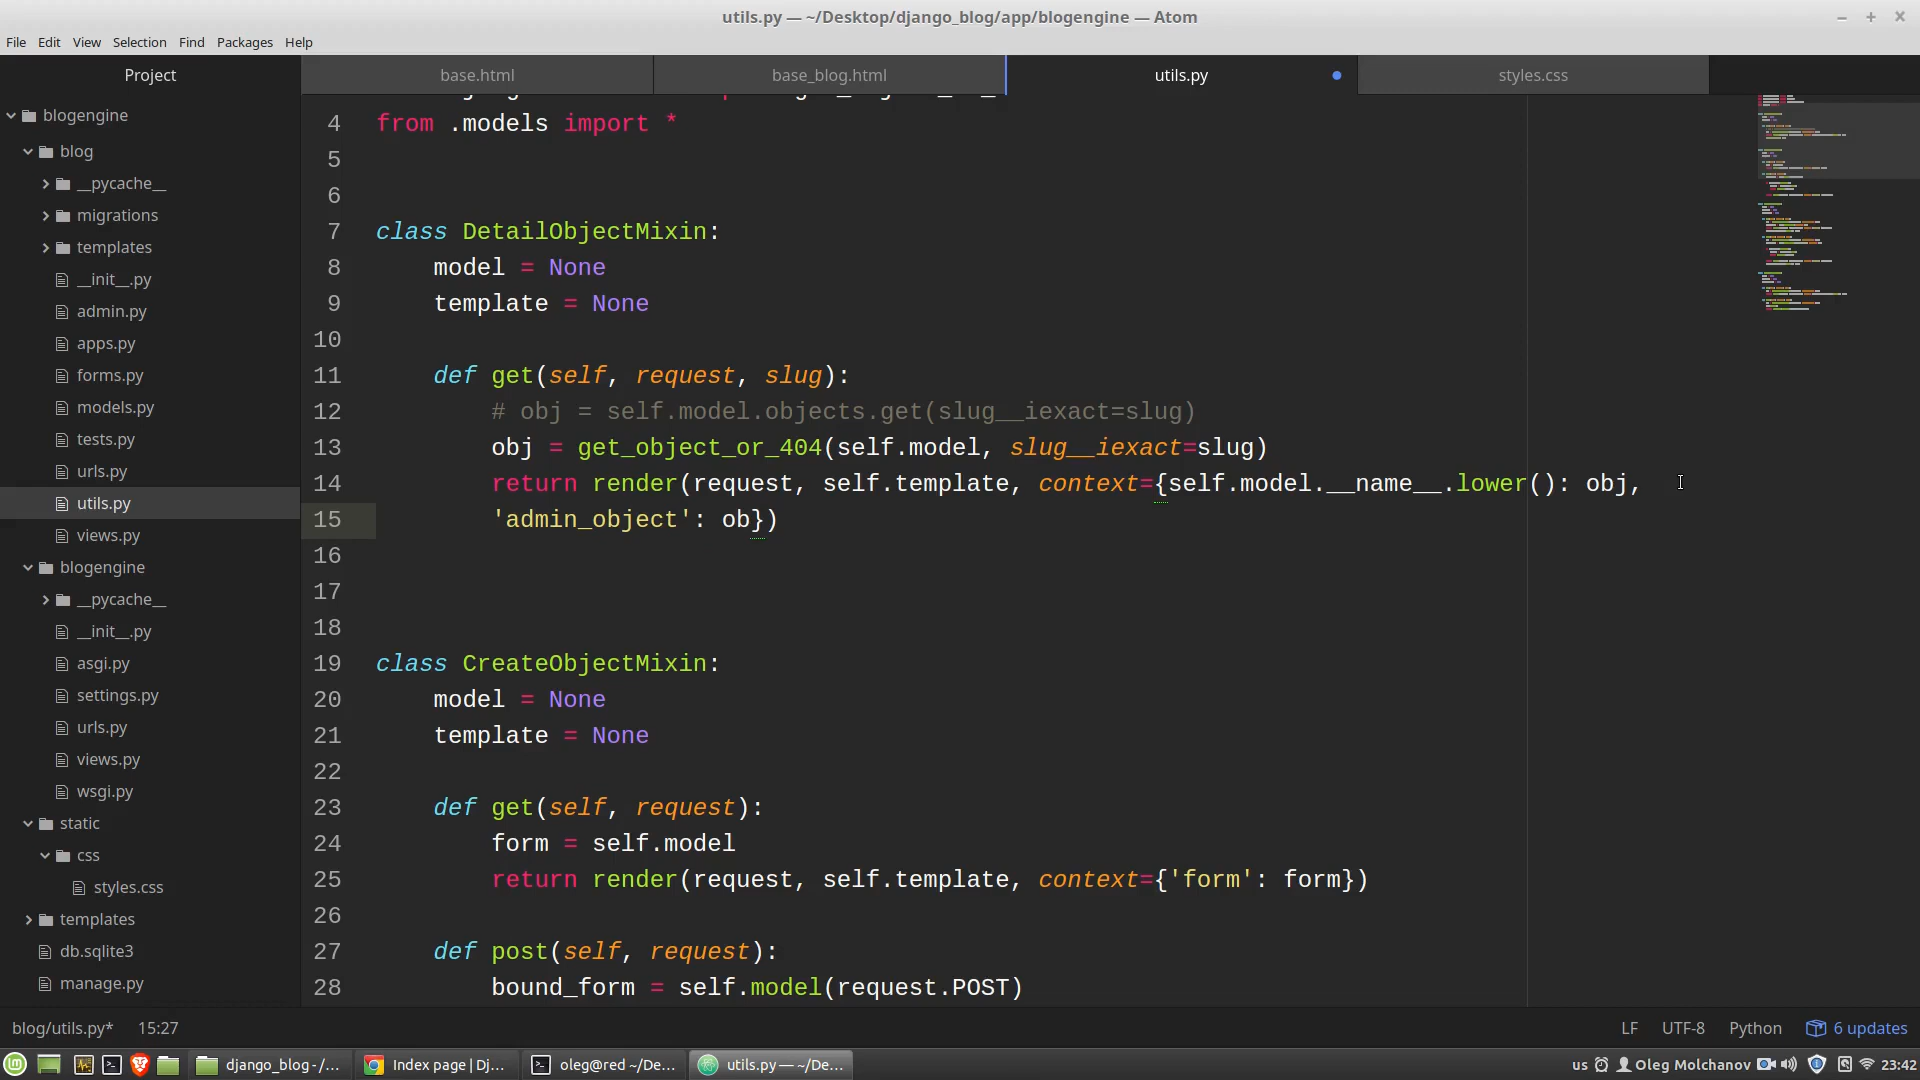 utils.py — ~/Desktop/django_blog/app/blogengine — Atom
File Edit View Selection Find Packages Help
Project
base.html
base_blog.html
utils.py
styles.css
blogengine
blog
__pycache__
migrations
templates
__init__.py
admin.py
apps.py
forms.py
models.py
tests.py
urls.py
utils.py
views.py
blogengine
__pycache__
__init__.py
asgi.py
settings.py
urls.py
views.py
wsgi.py
static
css
styles.css
templates
db.sqlite3
manage.py
4 from .models import *
5
6
7 class DetailObjectMixin:
8 model = None
9 template = None
10
11 def get(self, request, slug):
12 # obj = self.model.objects.get(slug__iexact=slug)
13 obj = get_object_or_404(self.model, slug__iexact=slug)
14 return render(request, self.template, context={self.model.__name__.lower(): obj,
15 'admin_object': ob})
16
17
18
19 class CreateObjectMixin:
20 model = None
21 template = None
22
23 def get(self, request):
24 form = self.model
25 return render(request, self.template, context={'form': form})
26
27 def post(self, request):
28 bound_form = self.model(request.POST)
blog/utils.py* 15:27
LF UTF-8 Python 6 updates
django_blog - /...
Index page | Dj...
oleg@red ~/De...
utils.py — ~/De...
us Oleg Molchanov 23:42